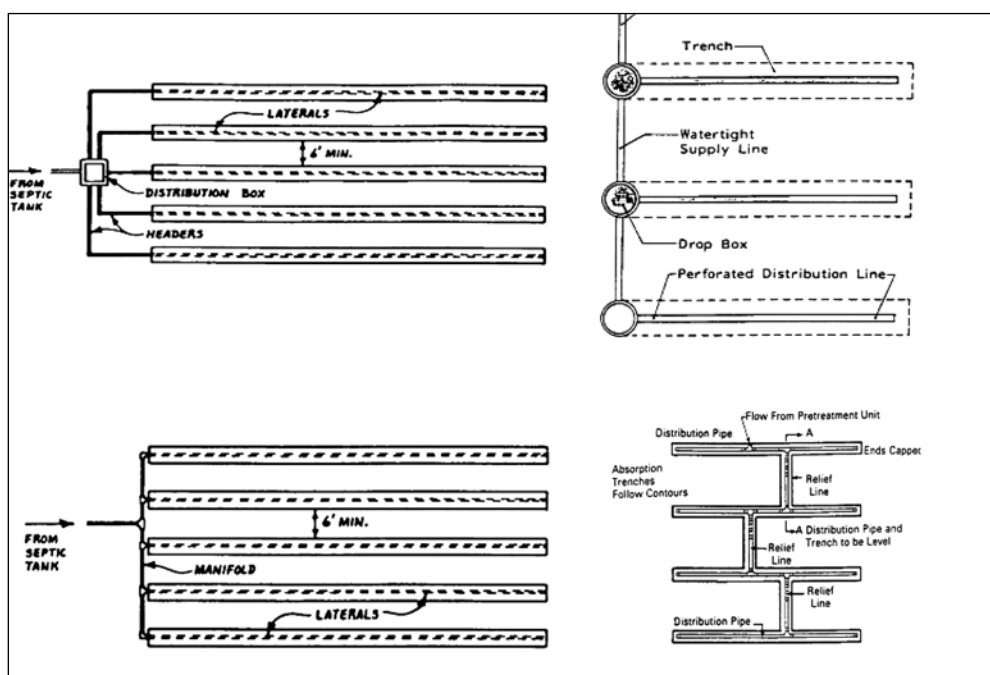 LATERALS
6' MIN.
FROM
SEPTIC
TANK
DISTRIBUTION BOX
HEADERS
Trench
Watertight
Supply Line
Drop Box
Perforated Distribution Line
6' MIN.
FROM
SEPTIC
TANK
MANIFOLD
LATERALS
Flow From Pretreatment Unit
Distribution Pipe
A
Ends Capped
Absorption
Trenches
Follow Contours
Relief
Line
A Distribution Pipe and
Trench to be Level
Relief
Line
Relief
Line
Distribution Pipe